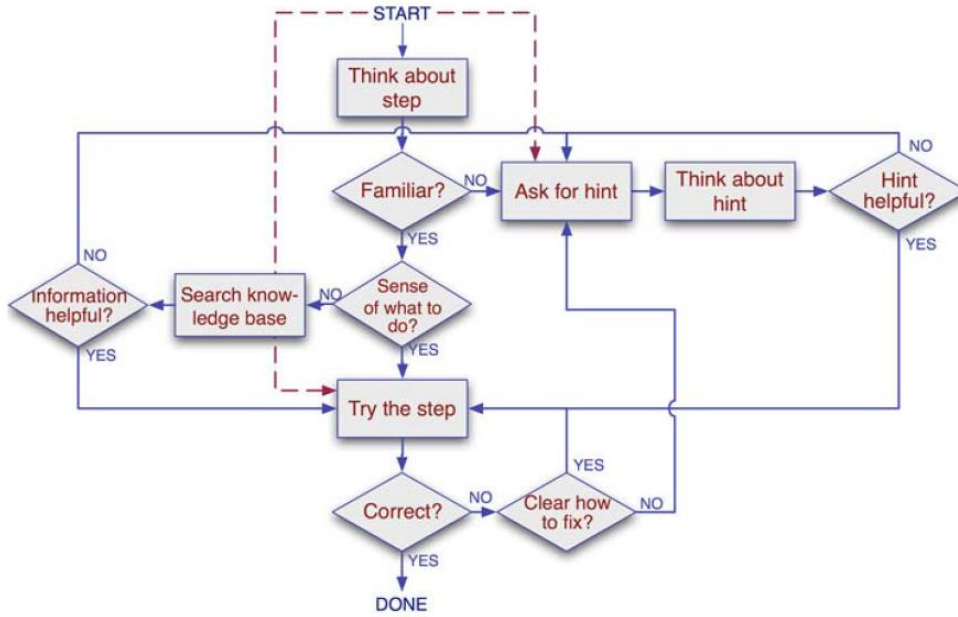 START
Think about
step
NO
Familiar?
NO
Ask for hint
Think about
hint
Hint
helpful?
YES
YES
NO
Information
helpful?
Search know-
ledge base
NO
Sense
of what to
do?
YES
YES
Try the step
YES
Correct?
NO
Clear how
to fix?
NO
YES
DONE